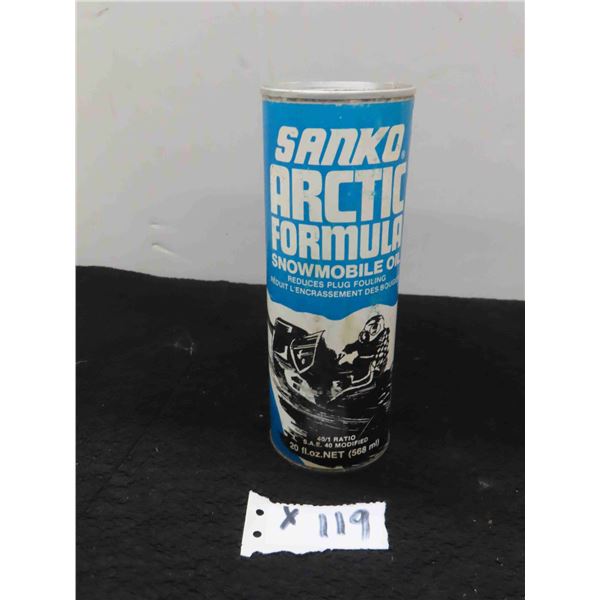 SANKO®
ARCTIC
FORMULA
SNOWMOBILE OIL
REDUCES PLUG FOULING
RÉDUIT L'ENCRASSEMENT DES
40/1 RATIO
S.A.E. 40 MODIFIED
20 fl.oz.NET (568 ml)
X 119